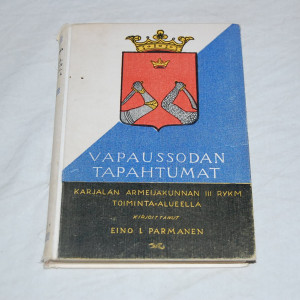 VAPAUSSODAN
TAPAHTUMAT
KARJALAN ARMEIJAKUNNAN III RYKM
TOIMINTA-ALUEELLA
KIRJOITTANUT
EINO I. PARMANEN